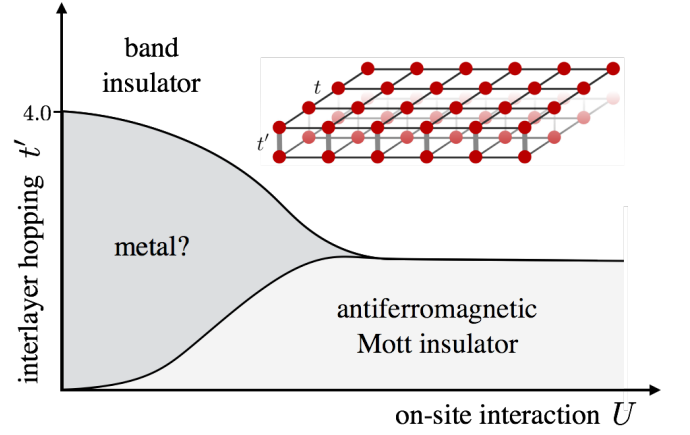 band
insulator
t
t′
4.0
interlayer hopping t′
metal?
antiferromagnetic
Mott insulator
on-site interaction U